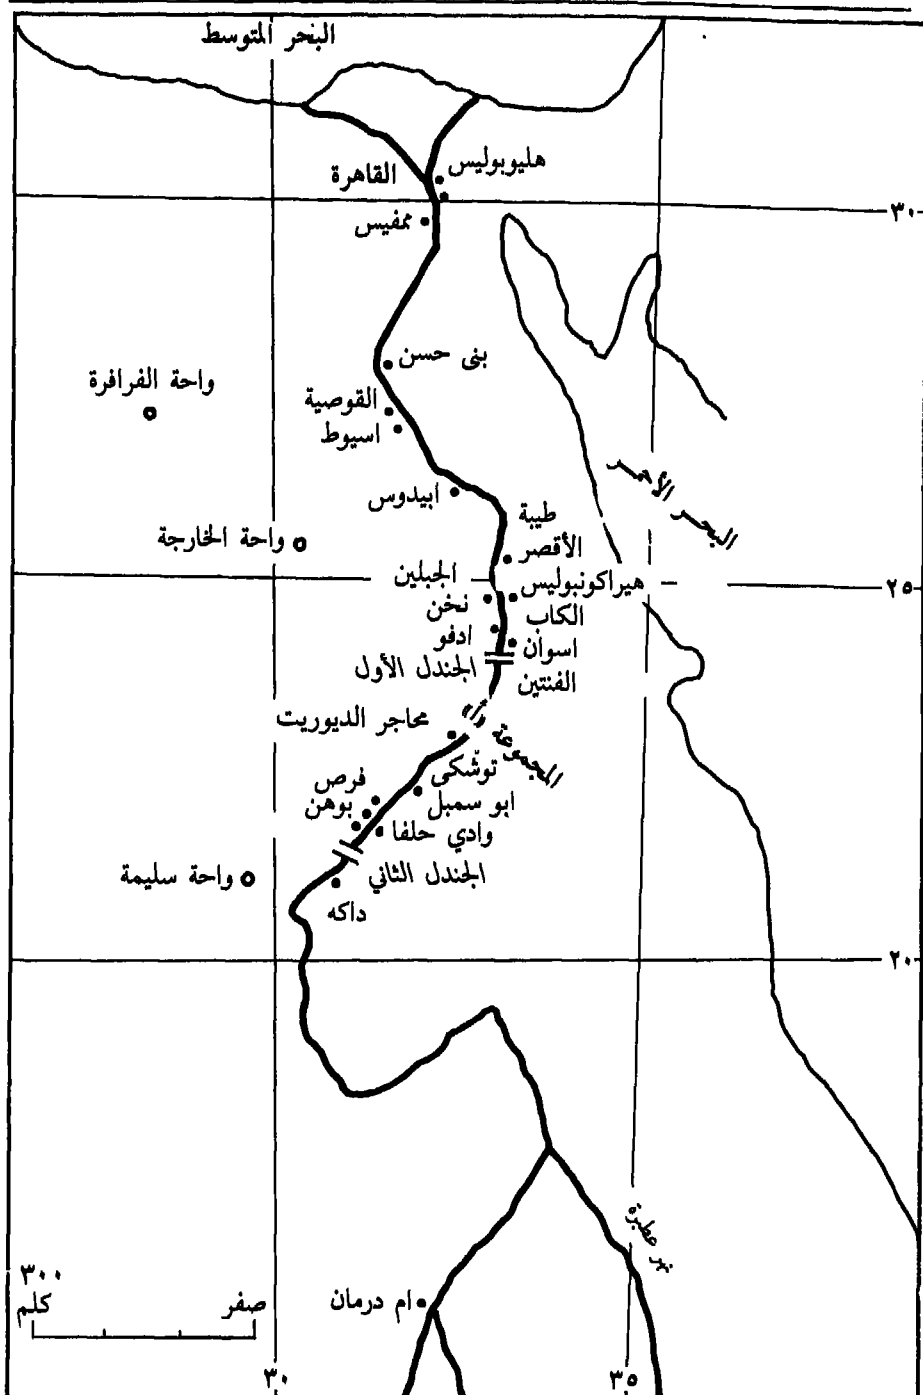 البحر المتوسط
هليوبوليس
القاهرة
٣٠
ممفيس
بنى حسن
واحة الفرافرة
القوصية
اسيوط
البحر الأحمر
ابيدوس
طيبة
الأقصر
واحة الخارجة
الجبلين
هيراكونبوليس
٢٥
نخن
الكاب
ادفو
اسوان
الجندل الأول
الفنتين
محاجر الديوريت
المجموعة «أ»
توشكى
فرص
ابو سمبل
بوهن
وادي حلفا
الجندل الثاني
واحة سليمة
داكه
٢٠
نهر عطبرة
٣٠٠
كلم
صفر
ام درمان
٣٠
٣٥